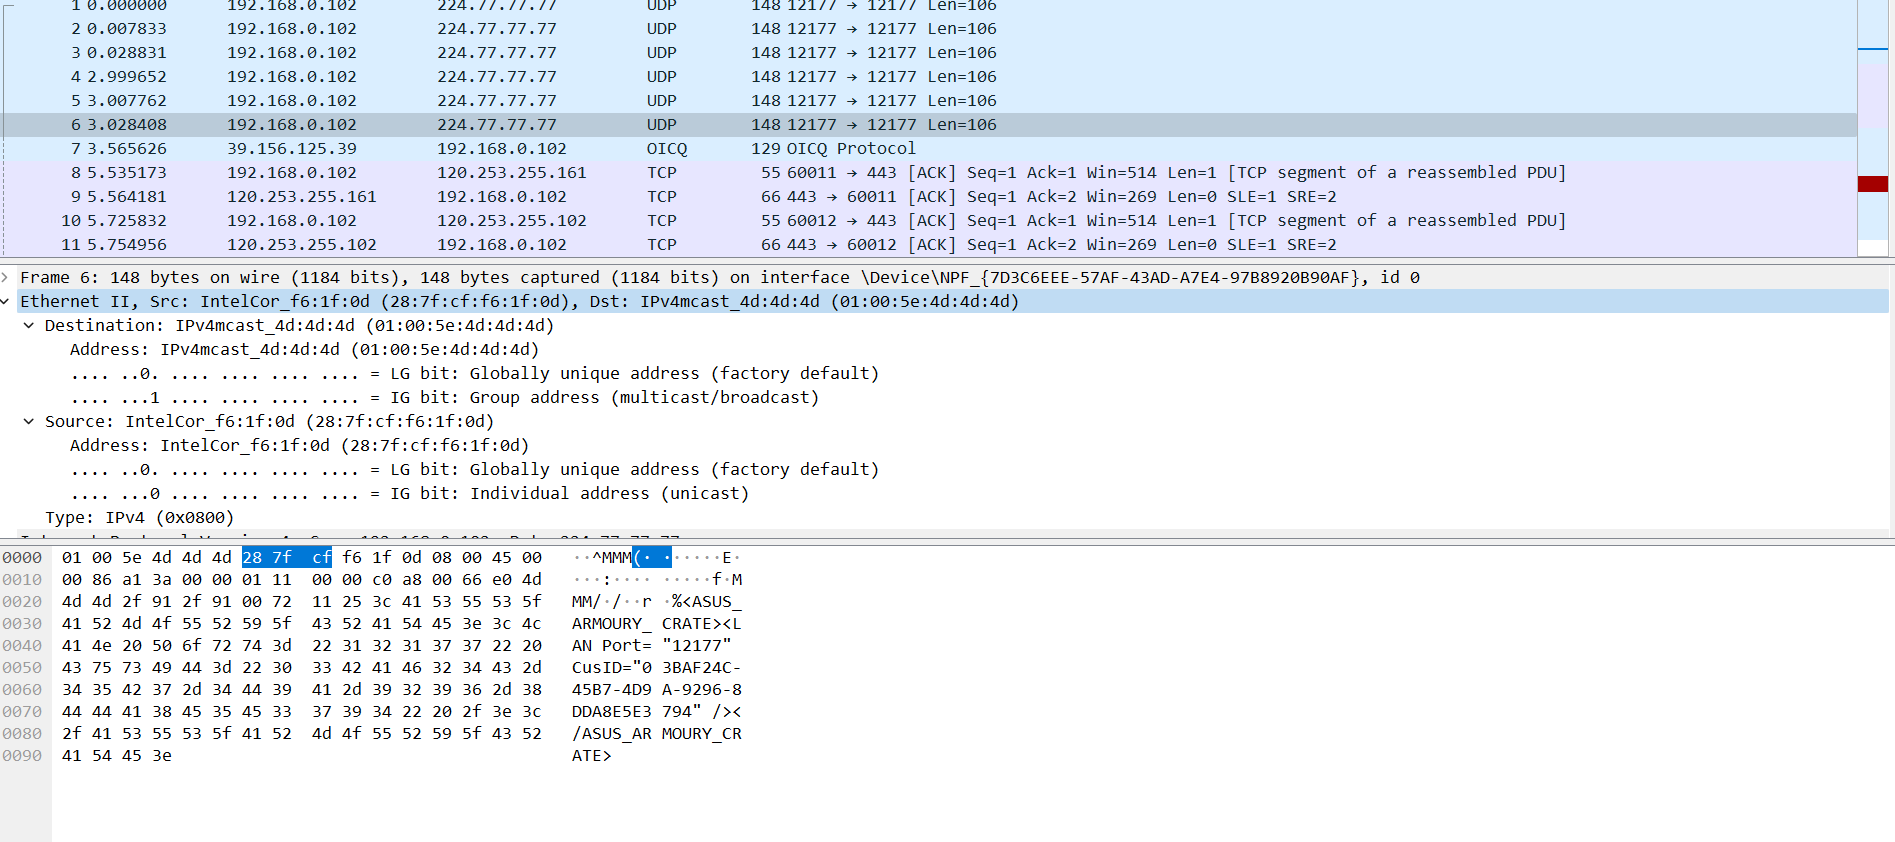 1 0.000000 192.168.0.102 224.77.77.77 UDP 148 12177 → 12177 Len=106
2 0.007833 192.168.0.102 224.77.77.77 UDP 148 12177 → 12177 Len=106
3 0.028831 192.168.0.102 224.77.77.77 UDP 148 12177 → 12177 Len=106
4 2.999652 192.168.0.102 224.77.77.77 UDP 148 12177 → 12177 Len=106
5 3.007762 192.168.0.102 224.77.77.77 UDP 148 12177 → 12177 Len=106
6 3.028408 192.168.0.102 224.77.77.77 UDP 148 12177 → 12177 Len=106
7 3.565626 39.156.125.39 192.168.0.102 OICQ 129 OICQ Protocol
8 5.535173 192.168.0.102 120.253.255.161 TCP 55 60011 → 443 [ACK] Seq=1 Ack=1 Win=514 Len=1 [TCP segment of a reassembled PDU]
9 5.564181 120.253.255.161 192.168.0.102 TCP 66 443 → 60011 [ACK] Seq=1 Ack=2 Win=269 Len=0 SLE=1 SRE=2
10 5.725832 192.168.0.102 120.253.255.102 TCP 55 60012 → 443 [ACK] Seq=1 Ack=1 Win=514 Len=1 [TCP segment of a reassembled PDU]
11 5.754956 120.253.255.102 192.168.0.102 TCP 66 443 → 60012 [ACK] Seq=1 Ack=2 Win=269 Len=0 SLE=1 SRE=2
Frame 6: 148 bytes on wire (1184 bits), 148 bytes captured (1184 bits) on interface \Device\NPF_{7D3C6EEE-57AF-43AD-A7E4-97B8920B90AF}, id 0
Ethernet II, Src: IntelCor_f6:1f:0d (28:7f:cf:f6:1f:0d), Dst: IPv4mcast_4d:4d:4d (01:00:5e:4d:4d:4d)
Destination: IPv4mcast_4d:4d:4d (01:00:5e:4d:4d:4d)
Address: IPv4mcast_4d:4d:4d (01:00:5e:4d:4d:4d)
.... ..0. .... .... .... .... = LG bit: Globally unique address (factory default)
.... ...1 .... .... .... .... = IG bit: Group address (multicast/broadcast)
Source: IntelCor_f6:1f:0d (28:7f:cf:f6:1f:0d)
Address: IntelCor_f6:1f:0d (28:7f:cf:f6:1f:0d)
.... ..0. .... .... .... .... = LG bit: Globally unique address (factory default)
.... ...0 .... .... .... .... = IG bit: Individual address (unicast)
Type: IPv4 (0x0800)
0000 01 00 5e 4d 4d 4d 28 7f cf f6 1f 0d 08 00 45 00 ··^MMM(· ······E·
0010 00 86 a1 3a 00 00 01 11 00 00 c0 a8 00 66 e0 4d ···:···· ·····f·M
0020 4d 4d 2f 91 2f 91 00 72 11 25 3c 41 53 55 53 5f MM/·/··r ·%<ASUS_
0030 41 52 4d 4f 55 52 59 5f 43 52 41 54 45 3e 3c 4c ARMOURY_ CRATE><L
0040 41 4e 20 50 6f 72 74 3d 22 31 32 31 37 37 22 20 AN Port= "12177"
0050 43 75 73 49 44 3d 22 30 33 42 41 46 32 34 43 2d CusID="0 3BAF24C-
0060 34 35 42 37 2d 34 44 39 41 2d 39 32 39 36 2d 38 45B7-4D9 A-9296-8
0070 44 44 41 38 45 35 45 33 37 39 34 22 20 2f 3e 3c DDA8E5E3 794" /><
0080 2f 41 53 55 53 5f 41 52 4d 4f 55 52 59 5f 43 52 /ASUS_AR MOURY_CR
0090 41 54 45 3e ATE>